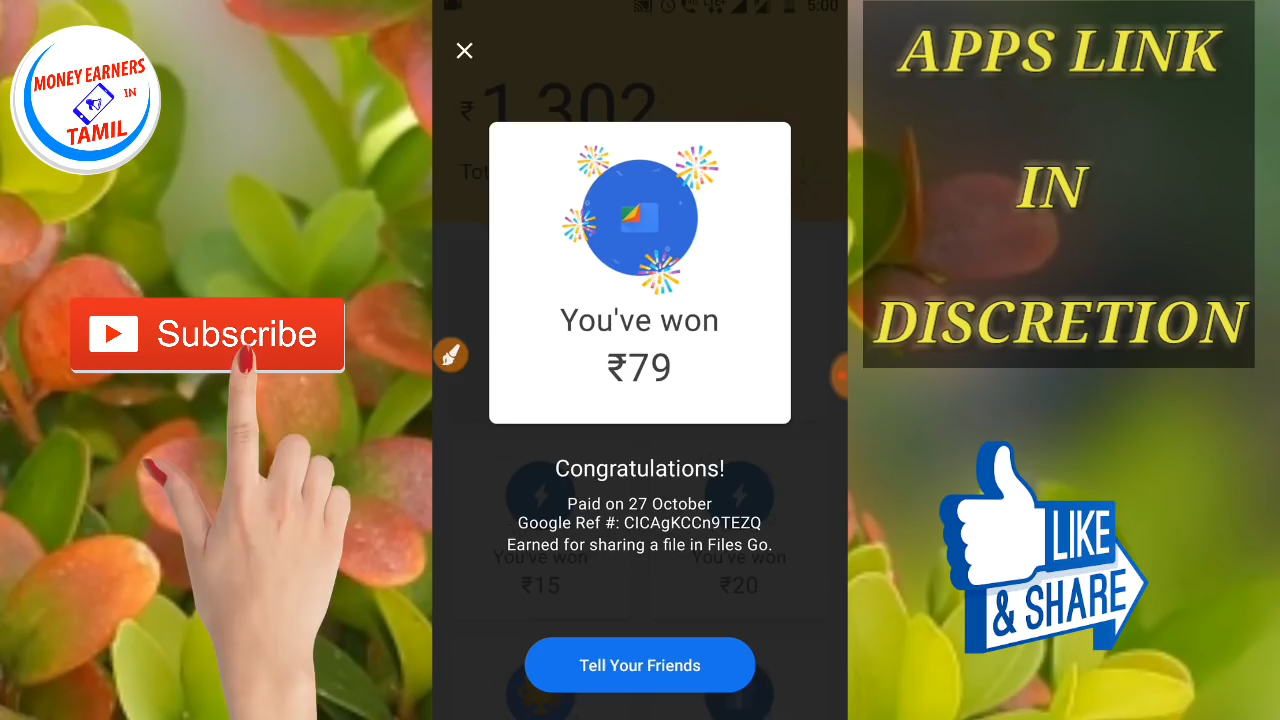 MONEY EARNERS
IN
TAMIL
Subscribe
5:00
₹ 1,302
You've won
₹79
Congratulations!
Paid on 27 October
Google Ref #: CICAgKCCn9TEZQ
Earned for sharing a file in Files Go.
You've won
₹15
You've won
₹20
Tell Your Friends
APPS LINK
IN
DISCRETION
LIKE
& SHARE